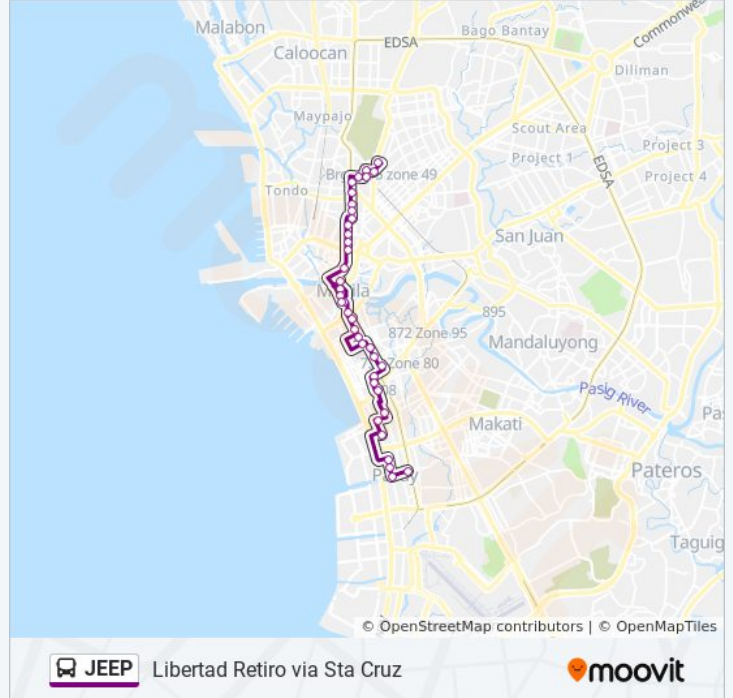 Malabon
Bago Bantay
Commonwea
Caloocan
EDSA
Diliman
Maypajo
Scout Area
Project 1
Project 3
EDSA
Project 4
zone 49
Tondo
San Juan
895
872 Zone 95
Mandaluyong
Zone 80
Pasig River
Makati
Pas
Pateros
Taguig
© OpenStreetMap contributors | © OpenMapTiles
JEEP Libertad Retiro via Sta Cruz moovit